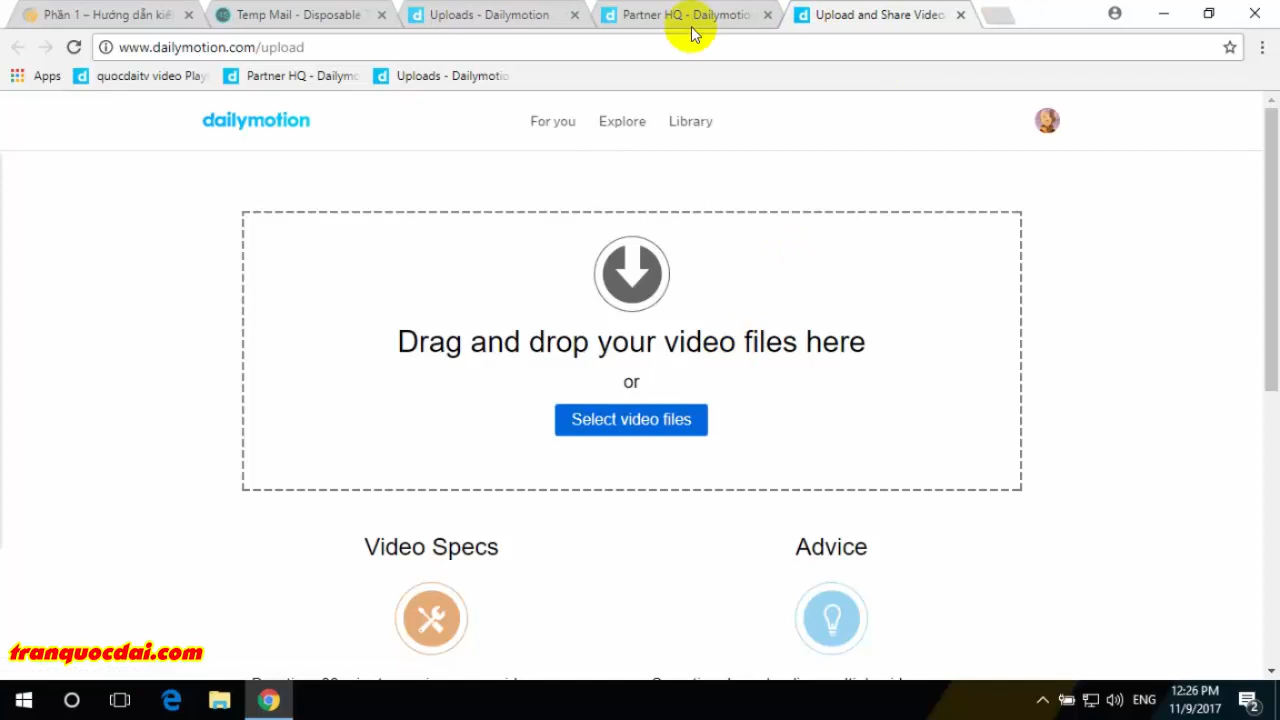 Phần 1 – Hướng dẫn kiế
Temp Mail - Disposable
Uploads - Dailymotion
Partner HQ - Dailymotio
Upload and Share Video
www.dailymotion.com/upload
Apps
quocdaitv video Play
Partner HQ - Dailymo
Uploads - Dailymotio
dailymotion
For you
Explore
Library
Drag and drop your video files here
or
Select video files
Video Specs
Advice
tranquocdai.com
ENG
12:26 PM
11/9/2017
2